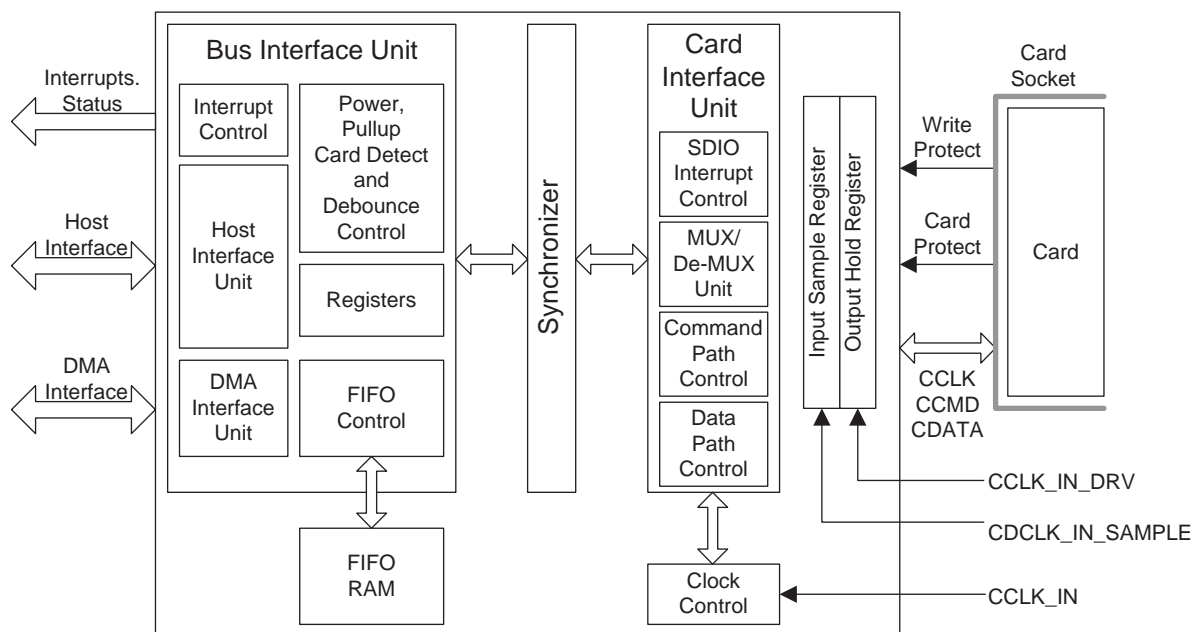 Bus Interface Unit
Interrupts.
Status
Interrupt
Control
Power,
Pullup
Card Detect
and
Debounce
Control
Host
Interface
Host
Interface
Unit
Registers
DMA
Interface
DMA
Interface
Unit
FIFO
Control
FIFO
RAM
Synchronizer
Card
Interface
Unit
SDIO
Interrupt
Control
MUX/
De-MUX
Unit
Command
Path
Control
Data
Path
Control
Clock
Control
Input Sample Register
Output Hold Register
Card
Socket
Write
Protect
Card
Protect
Card
CCLK
CCMD
CDATA
CCLK_IN_DRV
CDCLK_IN_SAMPLE
CCLK_IN